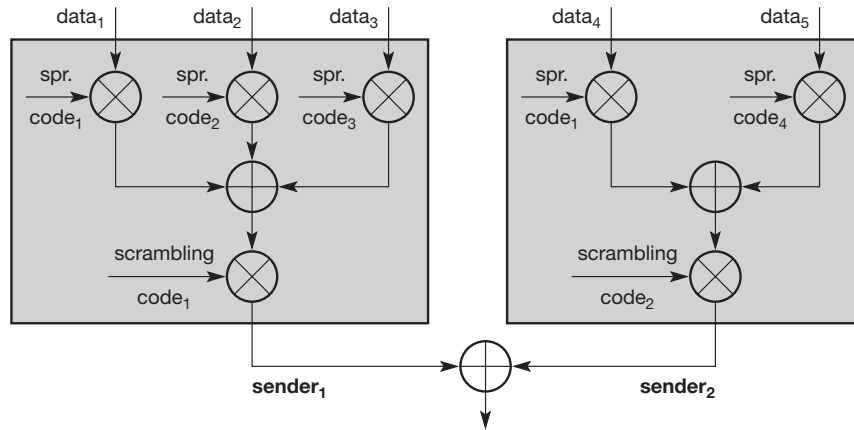 data₁ data₂ data₃ data₄ data₅
spr. spr. spr. spr. spr.
code₁ code₂ code₃ code₁ code₄
scrambling scrambling
code₁ code₂
sender₁ sender₂